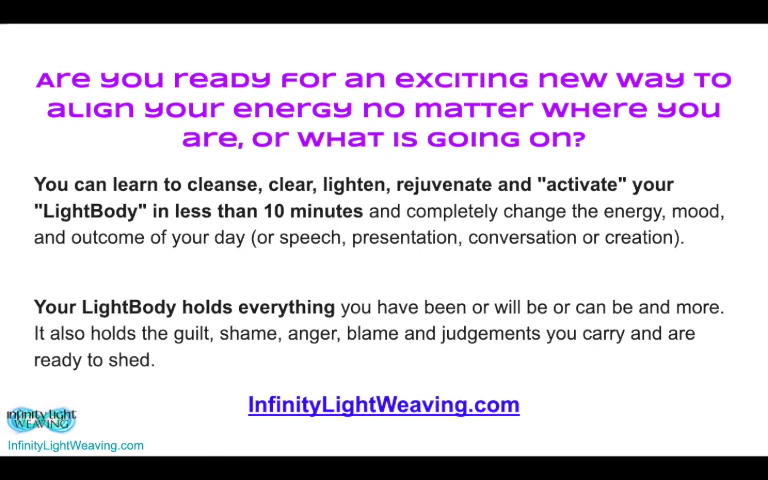 Are you ready for an exciting new way to
align your energy no matter where you
are, or what is going on?
You can learn to cleanse, clear, lighten, rejuvenate and "activate" your
"LightBody" in less than 10 minutes and completely change the energy, mood,
and outcome of your day (or speech, presentation, conversation or creation).
Your LightBody holds everything you have been or will be or can be and more.
It also holds the guilt, shame, anger, blame and judgements you carry and are
ready to shed.
InfinityLightWeaving.com
infinity light
WEAVING
InfinityLightWeaving.com